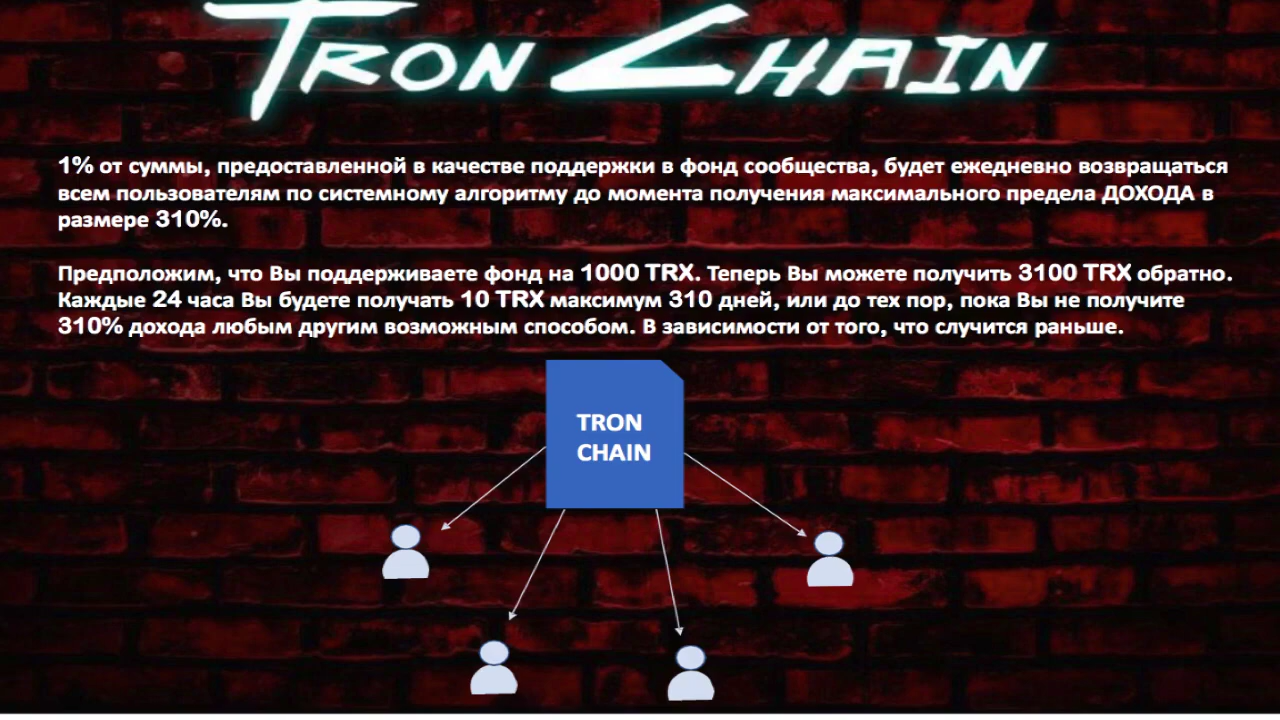 TRON CHAIN
1% от суммы, предоставленной в качестве поддержки в фонд сообщества, будет ежедневно возвращаться
всем пользователям по системному алгоритму до момента получения максимального предела ДОХОДА в
размере 310%.
Предположим, что Вы поддерживаете фонд на 1000 TRX. Теперь Вы можете получить 3100 TRX обратно.
Каждые 24 часа Вы будете получать 10 TRX максимум 310 дней, или до тех пор, пока Вы не получите
310% дохода любым другим возможным способом. В зависимости от того, что случится раньше.
TRON
CHAIN